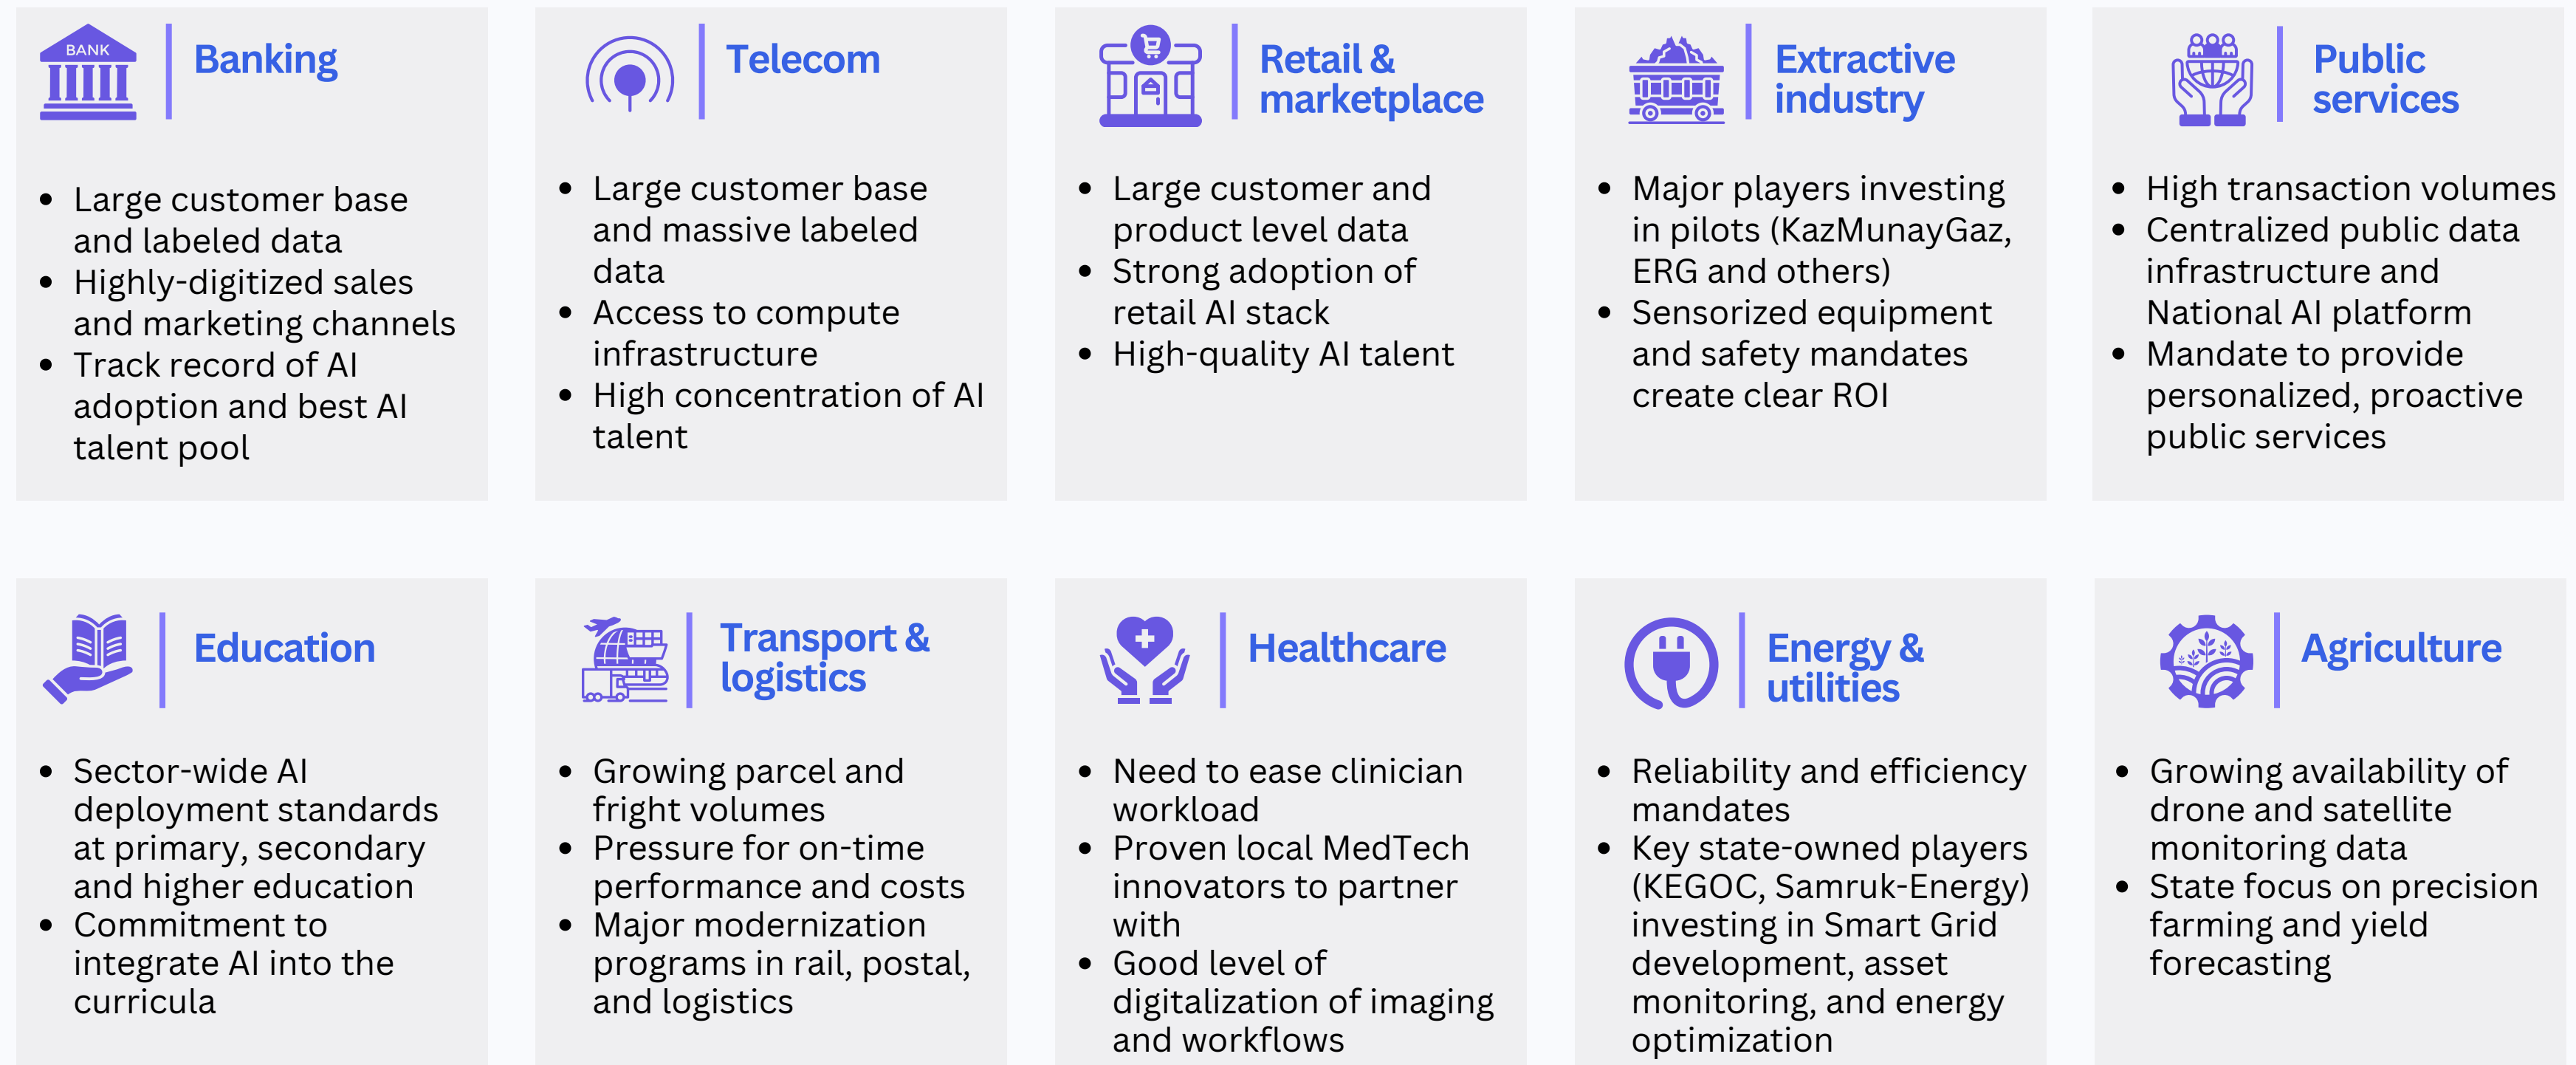 BANK
Banking
Large customer base
and labeled data
Highly-digitized sales
and marketing channels
Track record of AI
adoption and best AI
talent pool
Telecom
Large customer base
and massive labeled
data
Access to compute
infrastructure
High concentration of AI
talent
Retail &
marketplace
Large customer and
product level data
Strong adoption of
retail AI stack
High-quality AI talent
Extractive
industry
Major players investing
in pilots (KazMunayGaz,
ERG and others)
Sensorized equipment
and safety mandates
create clear ROI
Public
services
High transaction volumes
Centralized public data
infrastructure and
National AI platform
Mandate to provide
personalized, proactive
public services
Education
Sector-wide AI
deployment standards
at primary, secondary
and higher education
Commitment to
integrate AI into the
curricula
Transport &
logistics
Growing parcel and
fright volumes
Pressure for on-time
performance and costs
Major modernization
programs in rail, postal,
and logistics
Healthcare
Need to ease clinician
workload
Proven local MedTech
innovators to partner
with
Good level of
digitalization of imaging
and workflows
Energy &
utilities
Reliability and efficiency
mandates
Key state-owned players
(KEGOC, Samruk-Energy)
investing in Smart Grid
development, asset
monitoring, and energy
optimization
Agriculture
Growing availability of
drone and satellite
monitoring data
State focus on precision
farming and yield
forecasting